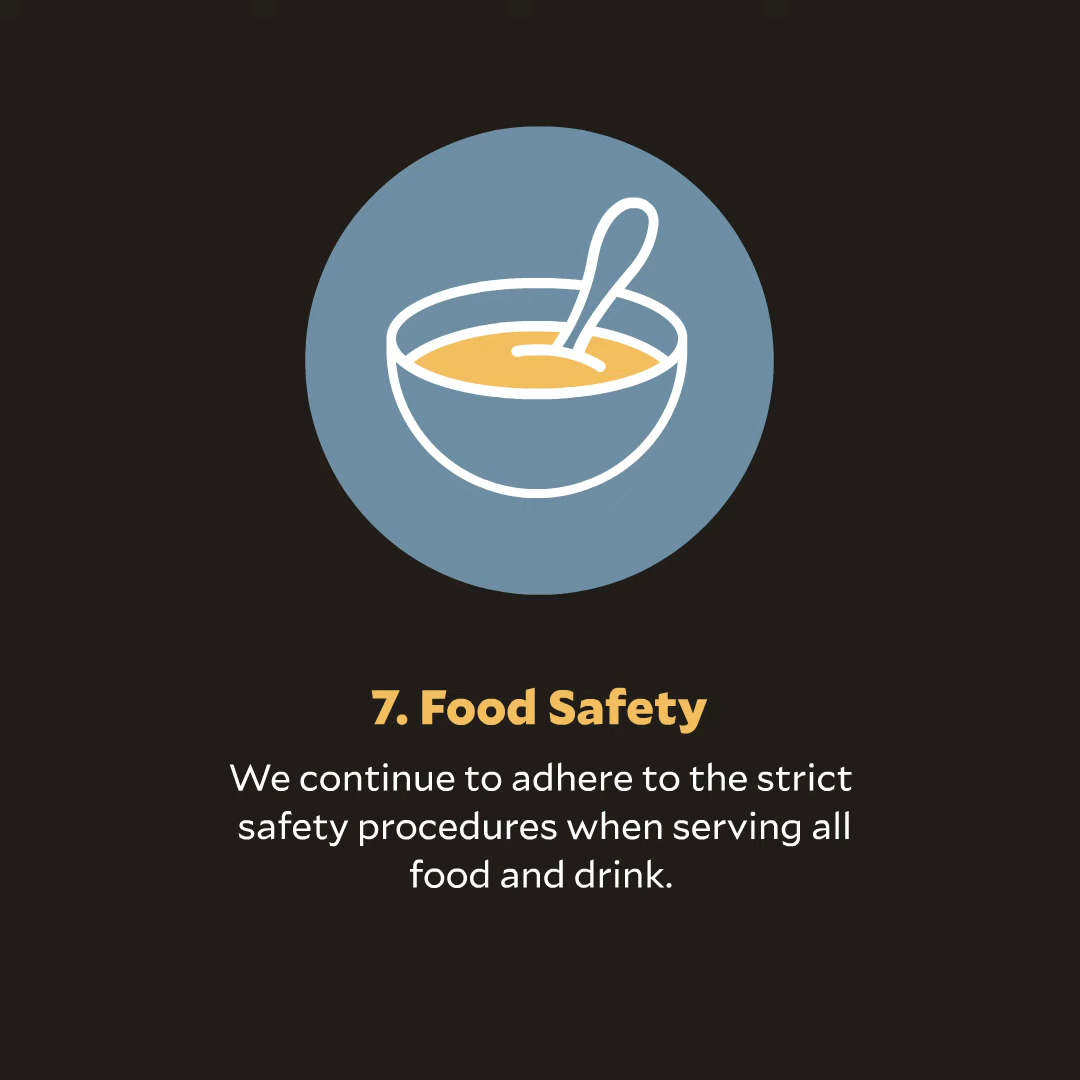 7. Food Safety
We continue to adhere to the strict
safety procedures when serving all
food and drink.